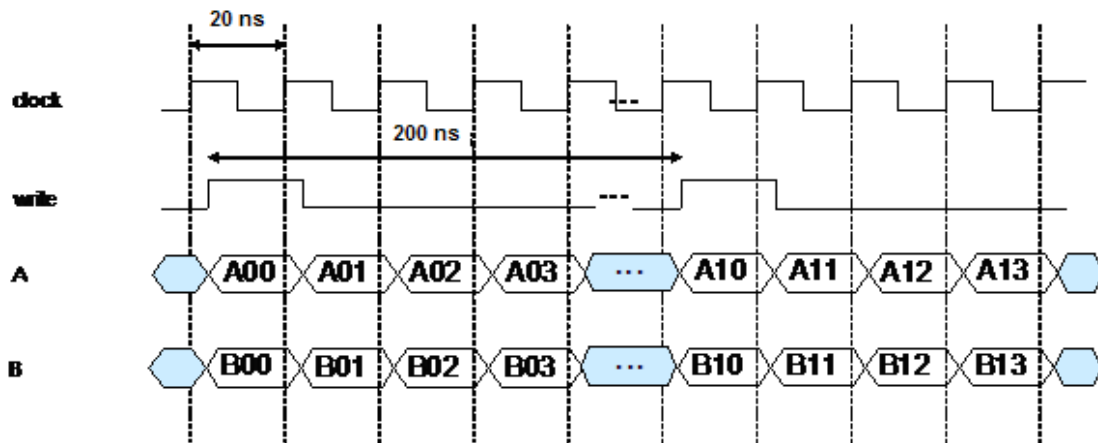 20 ns
clock
200 ns
write
---
---
A A00 A01 A02 A03 ... A10 A11 A12 A13
B B00 B01 B02 B03 ... B10 B11 B12 B13